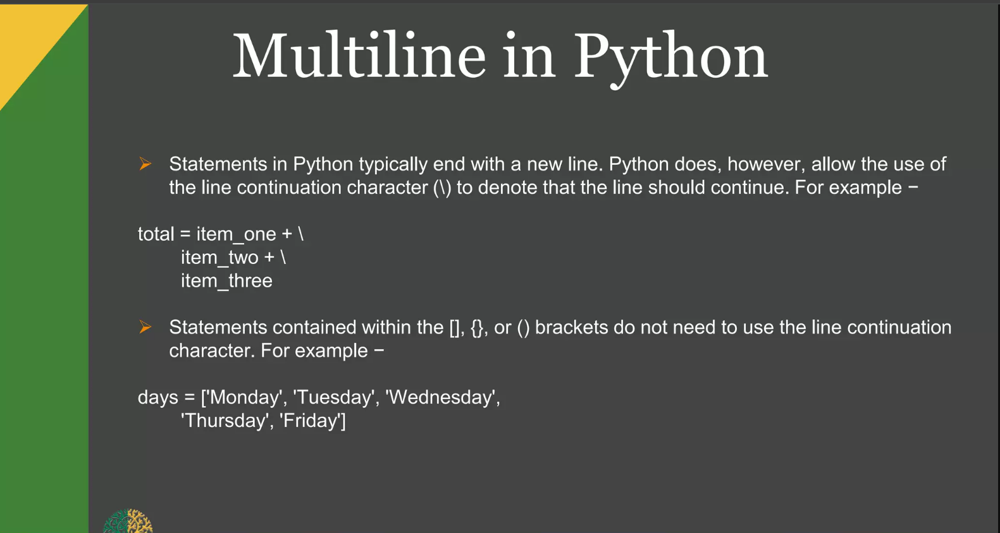 Multiline in Python
➢ Statements in Python typically end with a new line. Python does, however, allow the use of
the line continuation character (\) to denote that the line should continue. For example −
total = item_one + \
item_two + \
item_three
➢ Statements contained within the [], {}, or () brackets do not need to use the line continuation
character. For example −
days = ['Monday', 'Tuesday', 'Wednesday',
'Thursday', 'Friday']